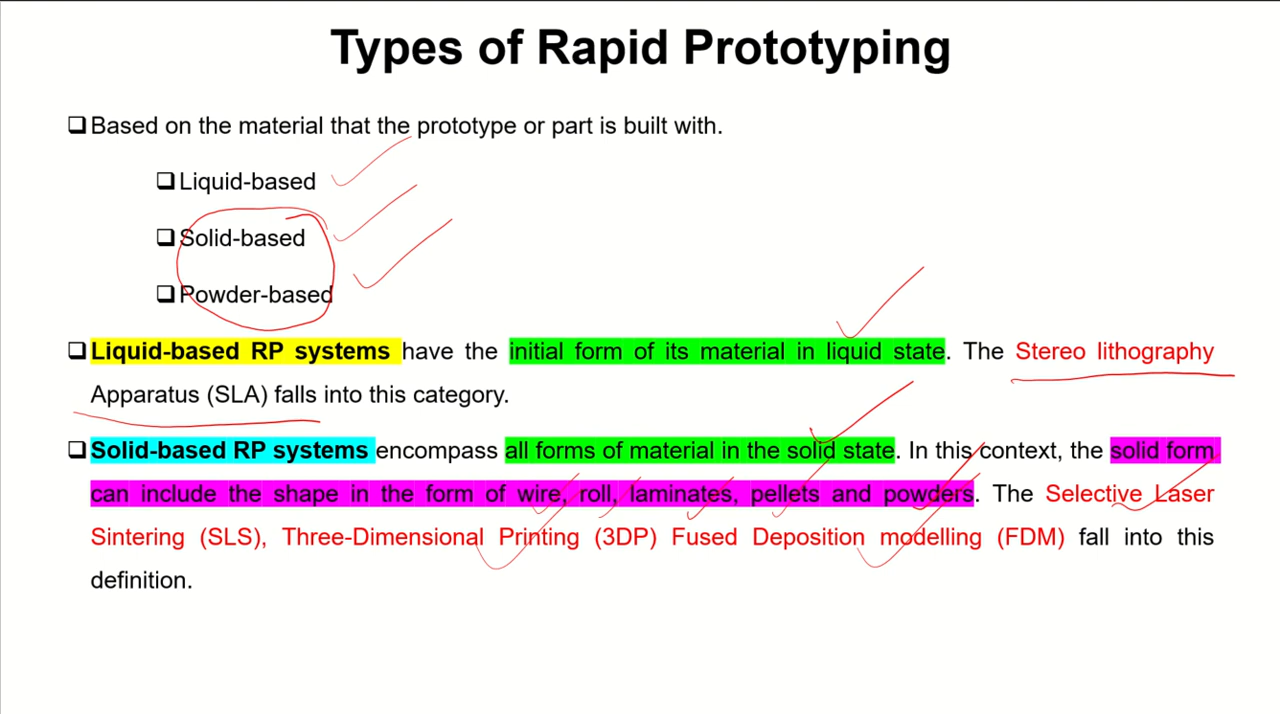 Types of Rapid Prototyping
❑Based on the material that the prototype or part is built with.
❑Liquid-based
❑Solid-based
❑Powder-based
❑Liquid-based RP systems have the initial form of its material in liquid state. The Stereo lithography
Apparatus (SLA) falls into this category.
❑Solid-based RP systems encompass all forms of material in the solid state. In this context, the solid form
can include the shape in the form of wire, roll, laminates, pellets and powders. The Selective Laser
Sintering (SLS), Three-Dimensional Printing (3DP) Fused Deposition modelling (FDM) fall into this
definition.